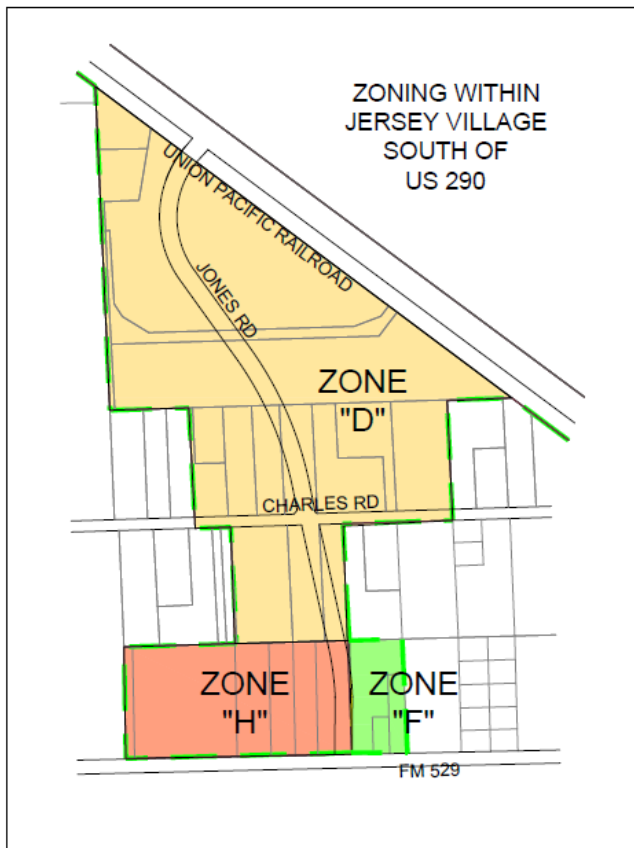 ZONING WITHIN
JERSEY VILLAGE
SOUTH OF
US 290
UNION PACIFIC RAILROAD
JONES RD
ZONE
"D"
CHARLES RD
ZONE
"H"
ZONE
"F"
FM 529